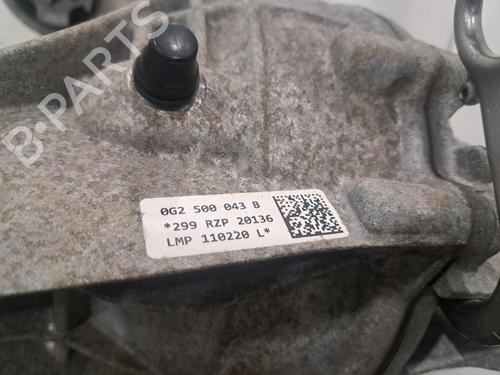 B-PARTS
0G2 500 043 B
*299 RZP 20136
LMP 110220 L*